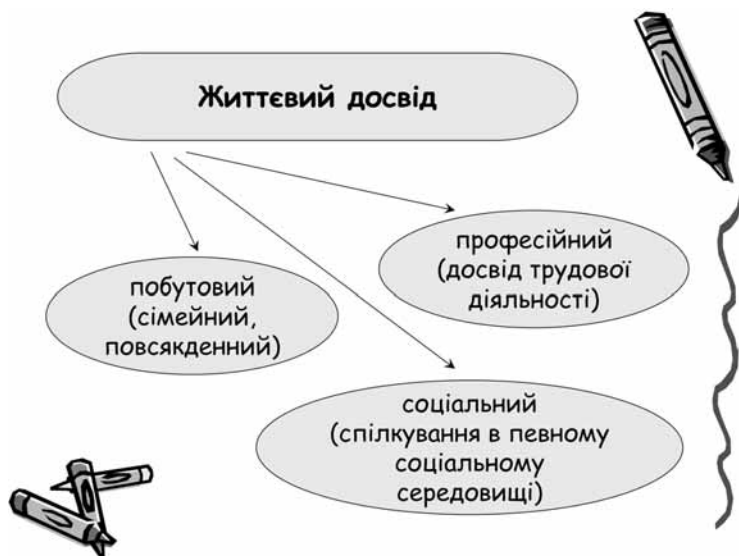 Життєвий досвід
професійний
(досвід трудової
діяльності)
побутовий
(сімейний,
повсякденний)
соціальний
(спілкування в певному
соціальному
середовищі)